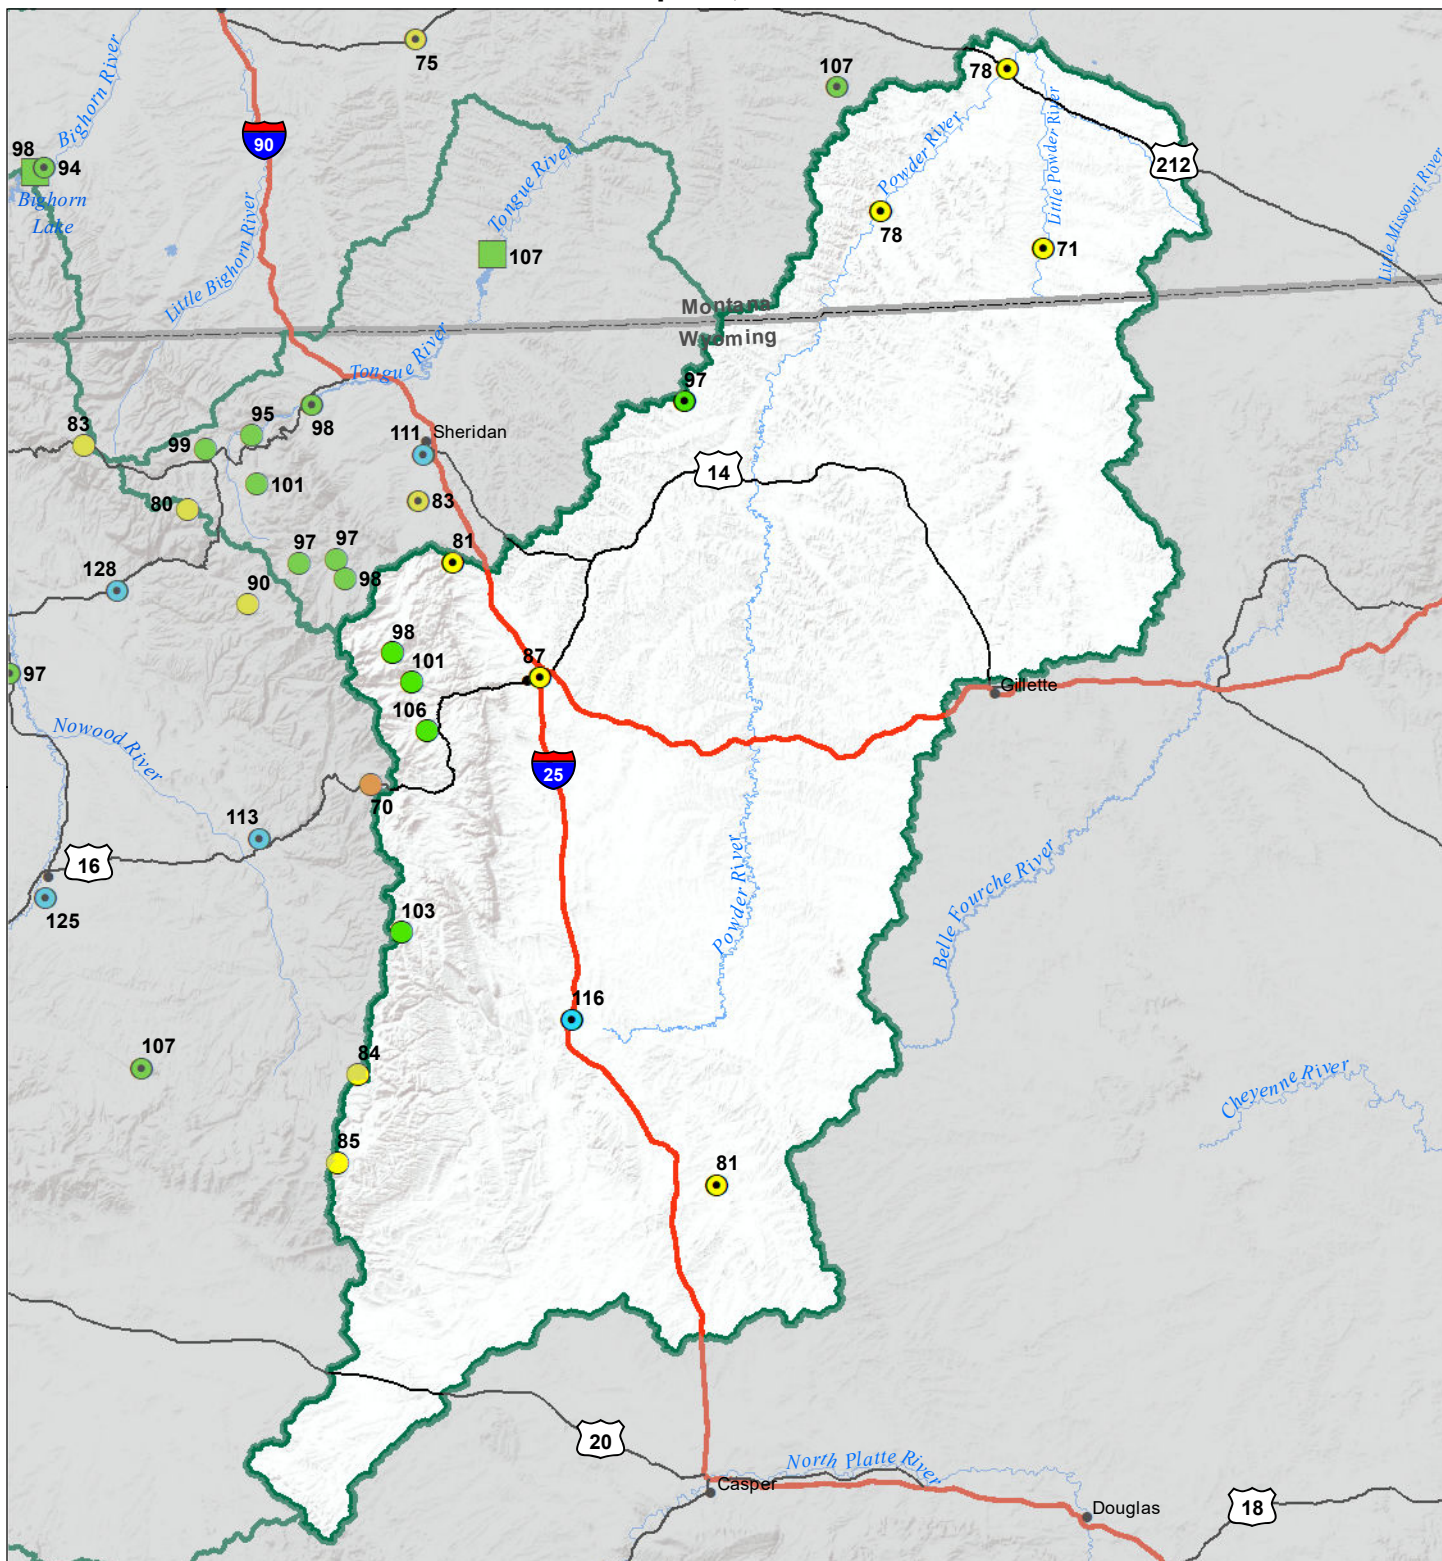 75
107
78
Bighorn River
90
98
94
Bighorn
Lake
Tongue River
Powder River
Little Powder River
212
Little Missouri River
Little Bighorn River
107
78
71
Montana
Wyoming
Tongue River
97
83
99
95
98
111
Sheridan
14
101
83
80
97
97
81
128
90
98
98
101
87
97
106
Gillette
Nowood River
25
70
113
16
125
Powder River
Belle Fourche River
103
116
107
84
Cheyenne River
85
81
20
North Platte River
Casper
Douglas
18